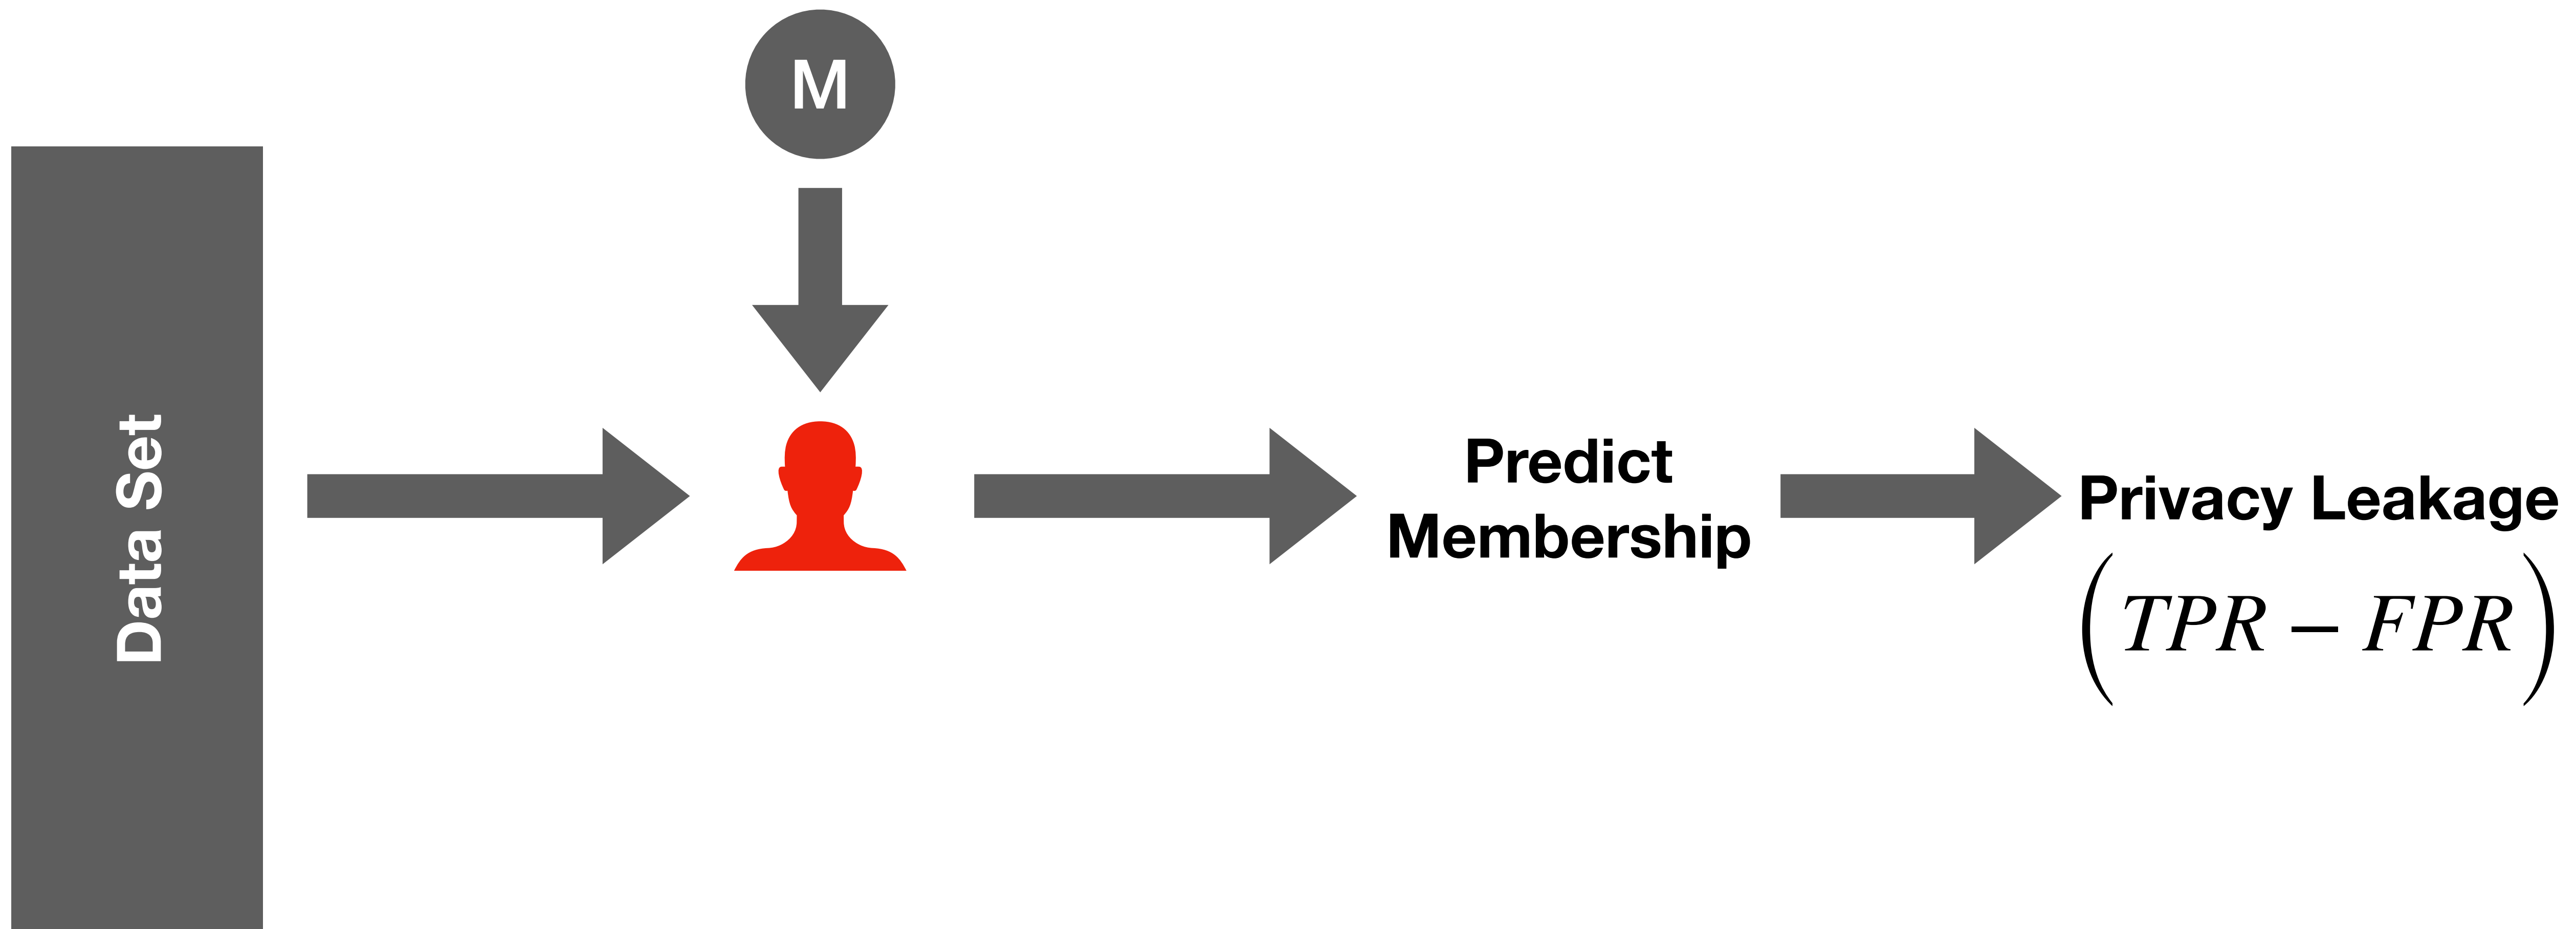 M
Data Set
Predict
Membership
Privacy Leakage
(TPR − FPR)